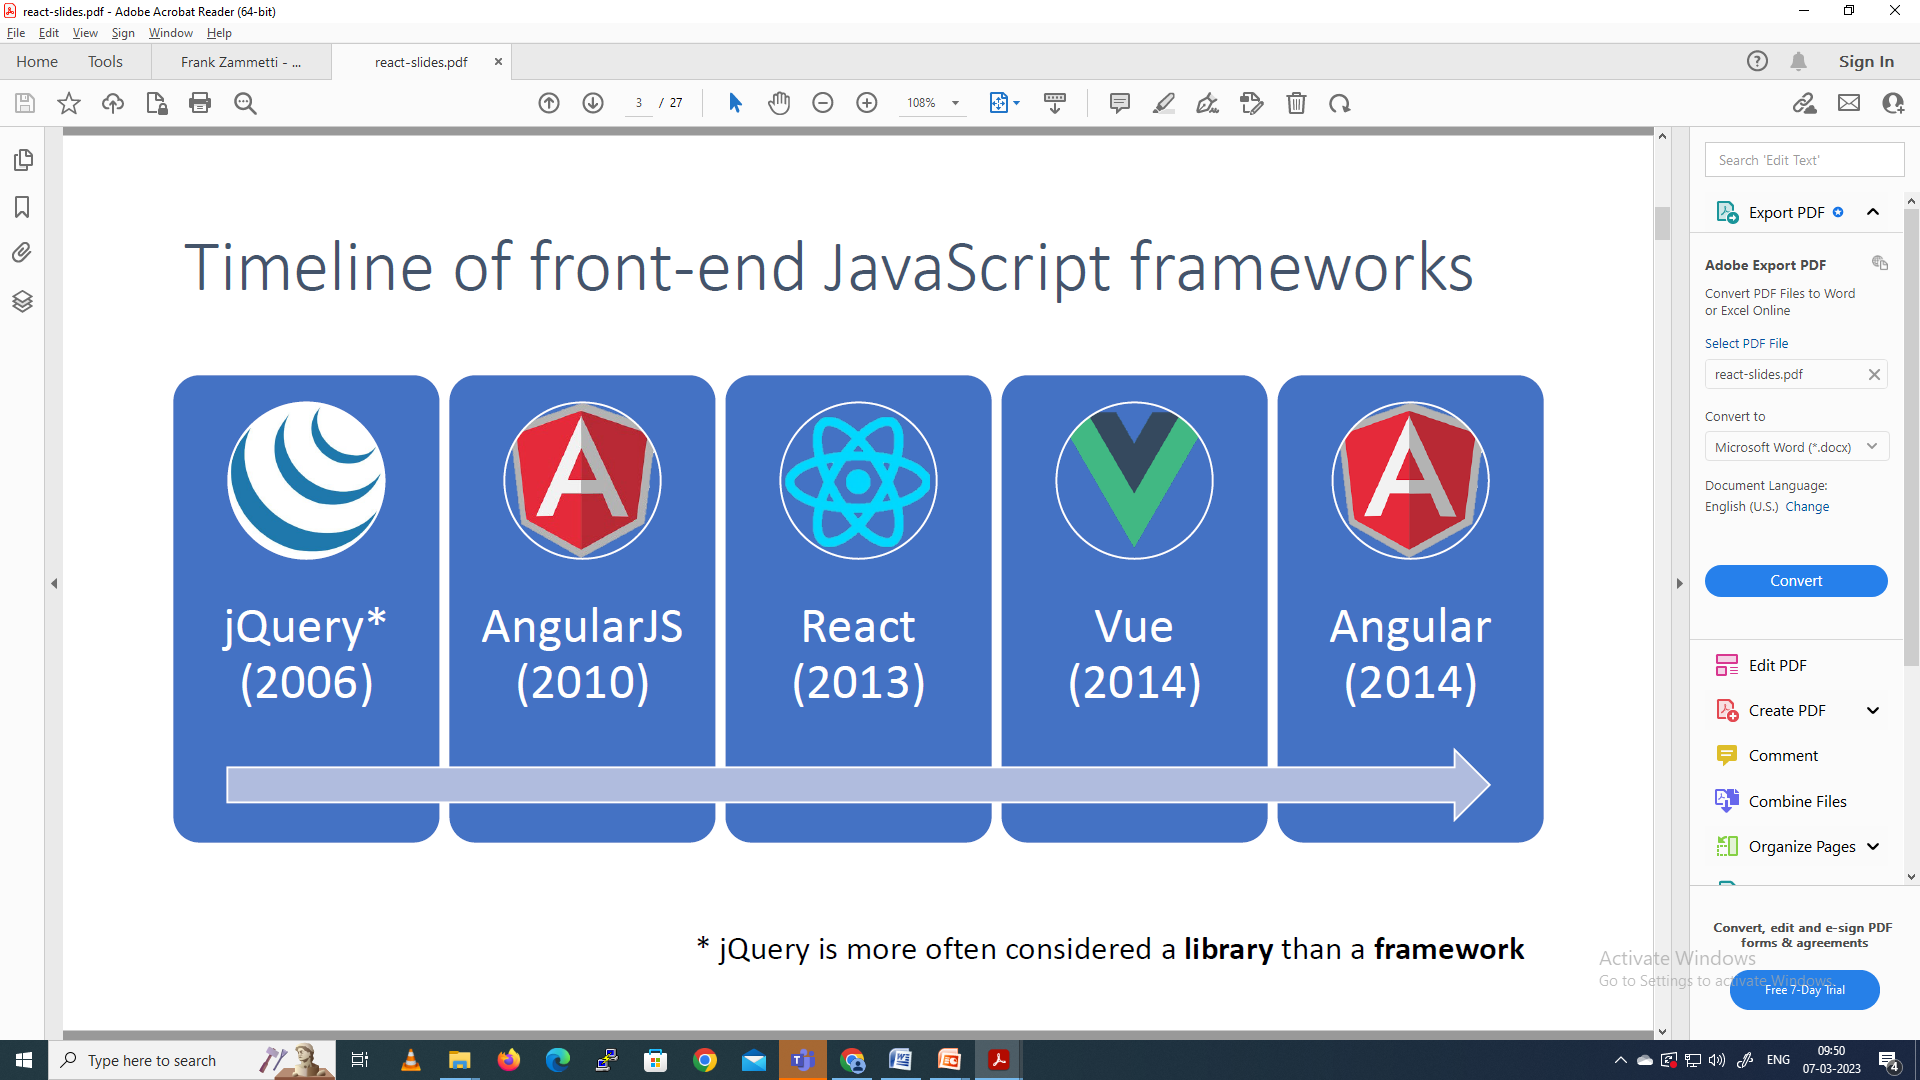 react-slides.pdf - Adobe Acrobat Reader (64-bit)
File Edit View Sign Window Help
Home Tools Frank Zammetti - ... react-slides.pdf Sign In
3 / 27 108%
Search 'Edit Text'
Export PDF
Adobe Export PDF
Convert PDF Files to Word
or Excel Online
Select PDF File
react-slides.pdf
Convert to
Microsoft Word (*.docx)
Document Language:
English (U.S.) Change
Convert
Edit PDF
Create PDF
Comment
Combine Files
Organize Pages
Convert, edit and e-sign PDF
forms & agreements
Free 7-Day Trial
Timeline of front-end JavaScript frameworks
jQuery*
(2006)
AngularJS
(2010)
React
(2013)
Vue
(2014)
Angular
(2014)
* jQuery is more often considered a library than a framework
Activate Windows
Go to Settings to activate Windows.
Type here to search
ENG
09:50
07-03-2023
4